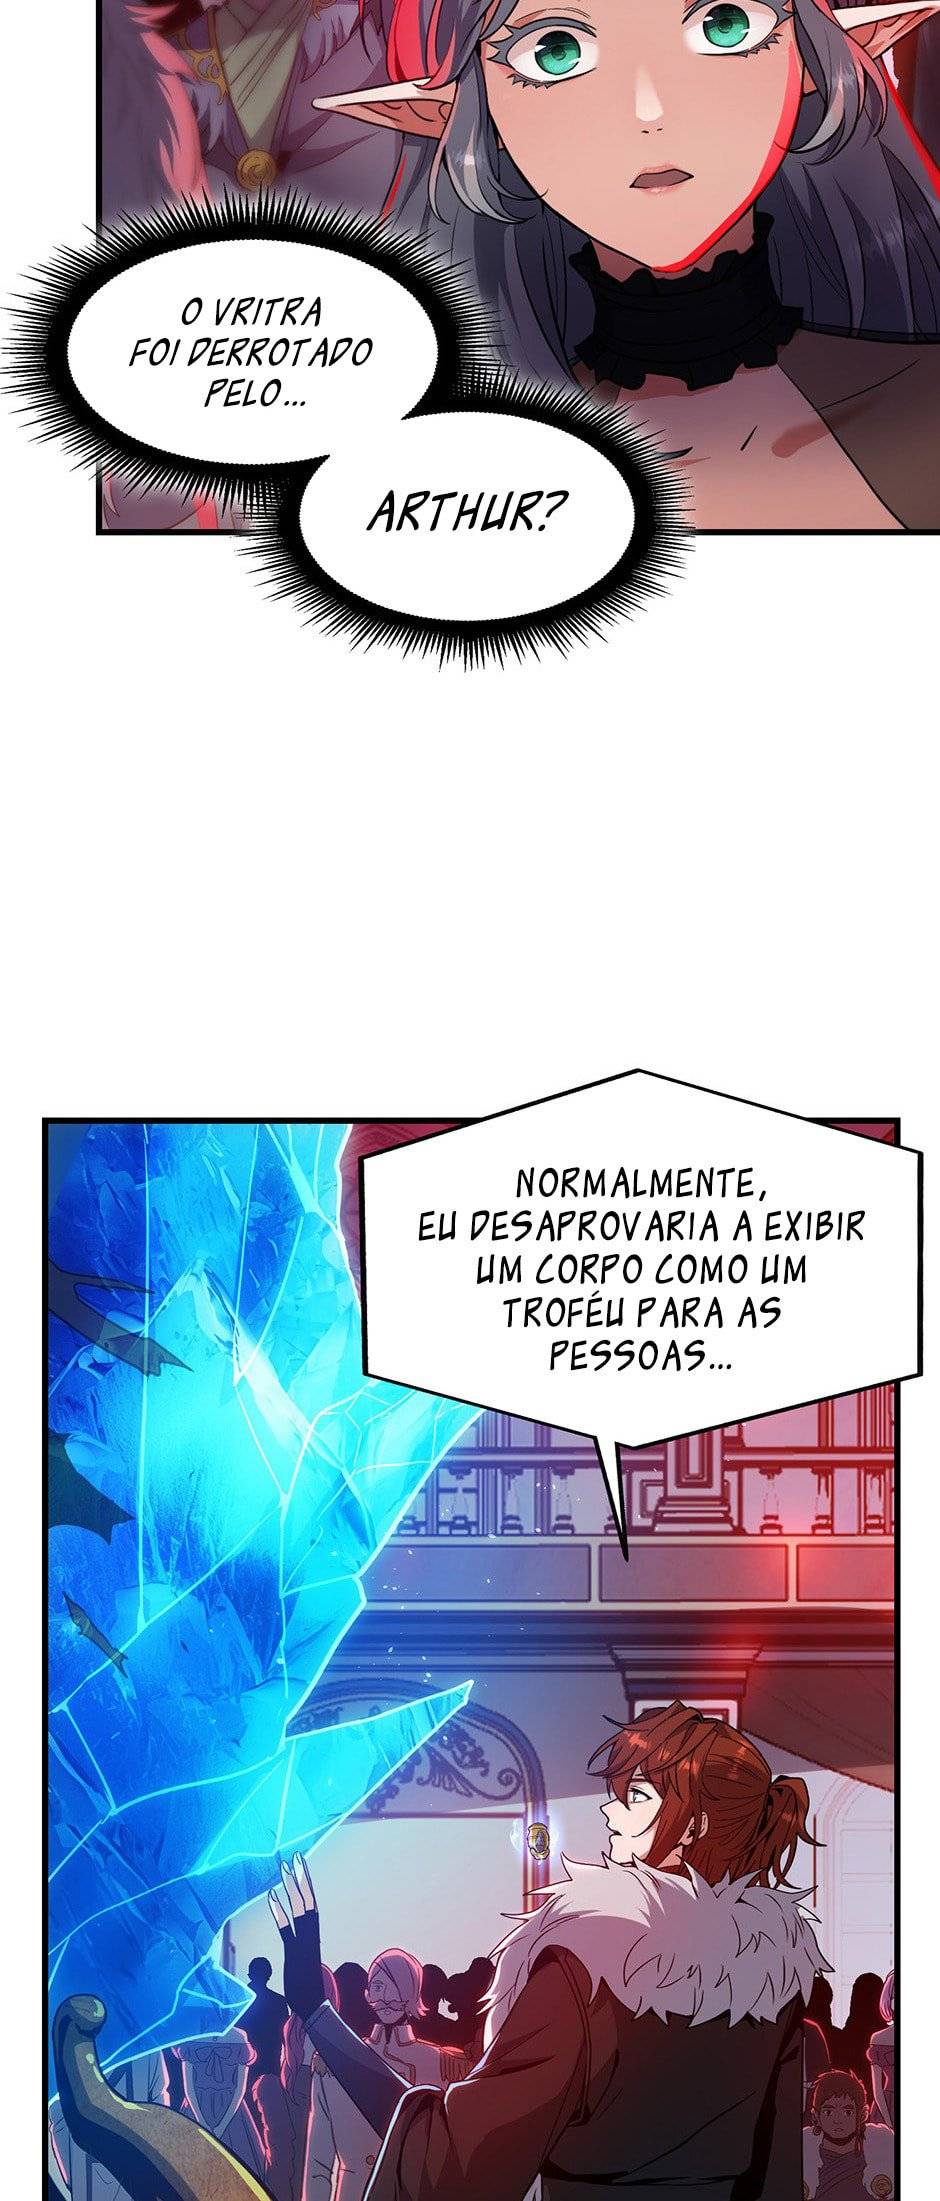 O VRITRA
FOI DERROTADO
PELO...
ARTHUR?
NORMALMENTE,
EU DESAPROVARIA A EXIBIR
UM CORPO COMO UM
TROFÉU PARA AS
PESSOAS...